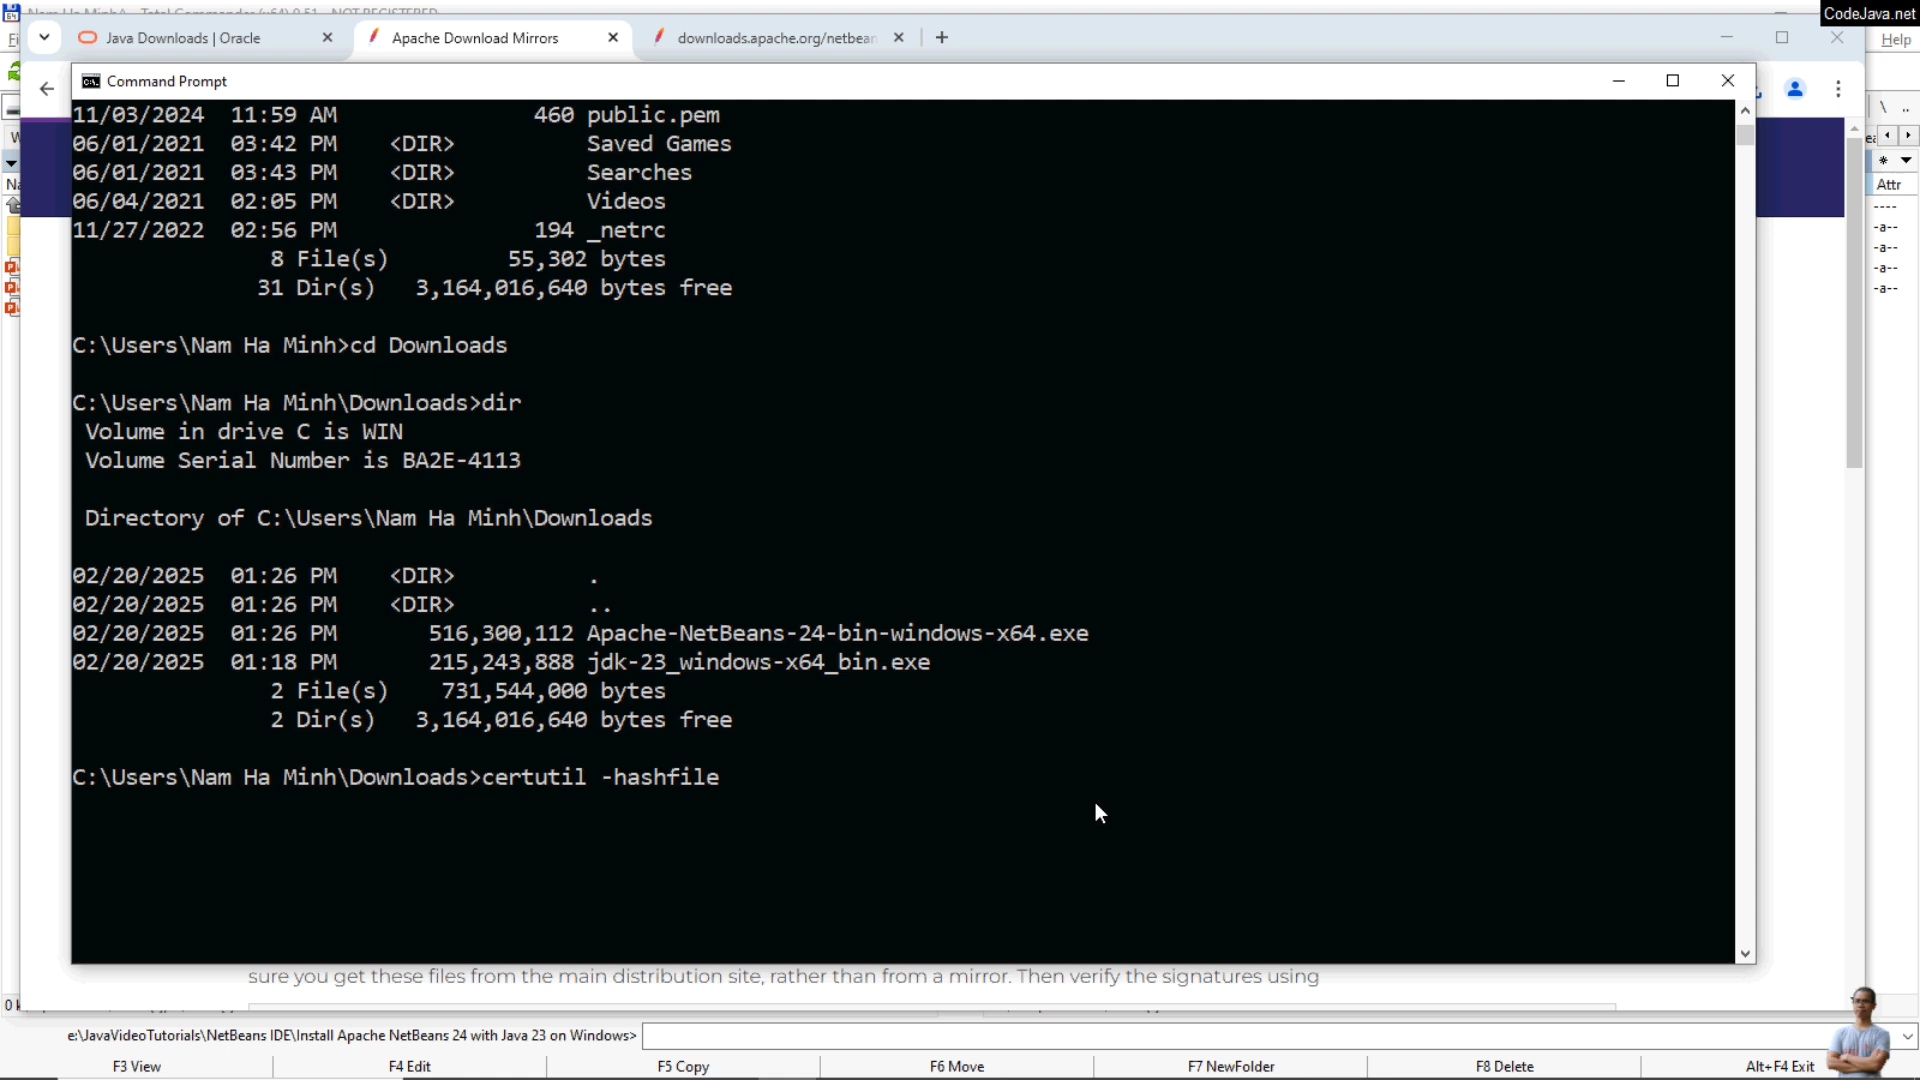 CodeJava.net
Java Downloads | Oracle
Apache Download Mirrors
downloads.apache.org/netbean
Help
Command Prompt
11/03/2024 11:59 AM 460 public.pem
06/01/2021 03:42 PM <DIR> Saved Games
06/01/2021 03:43 PM <DIR> Searches
06/04/2021 02:05 PM <DIR> Videos
11/27/2022 02:56 PM 194 _netrc
8 File(s) 55,302 bytes
31 Dir(s) 3,164,016,640 bytes free
C:\Users\Nam Ha Minh>cd Downloads
C:\Users\Nam Ha Minh\Downloads>dir
Volume in drive C is WIN
Volume Serial Number is BA2E-4113
Directory of C:\Users\Nam Ha Minh\Downloads
02/20/2025 01:26 PM <DIR> .
02/20/2025 01:26 PM <DIR> ..
02/20/2025 01:26 PM 516,300,112 Apache-NetBeans-24-bin-windows-x64.exe
02/20/2025 01:18 PM 215,243,888 jdk-23_windows-x64_bin.exe
2 File(s) 731,544,000 bytes
2 Dir(s) 3,164,016,640 bytes free
C:\Users\Nam Ha Minh\Downloads>certutil -hashfile
Attr
----
-a--
-a--
-a--
-a--
sure you get these files from the main distribution site, rather than from a mirror. Then verify the signatures using
e:\JavaVideoTutorials\NetBeans IDE\Install Apache NetBeans 24 with Java 23 on Windows>
F3 View F4 Edit F5 Copy F6 Move F7 NewFolder F8 Delete Alt+F4 Exit